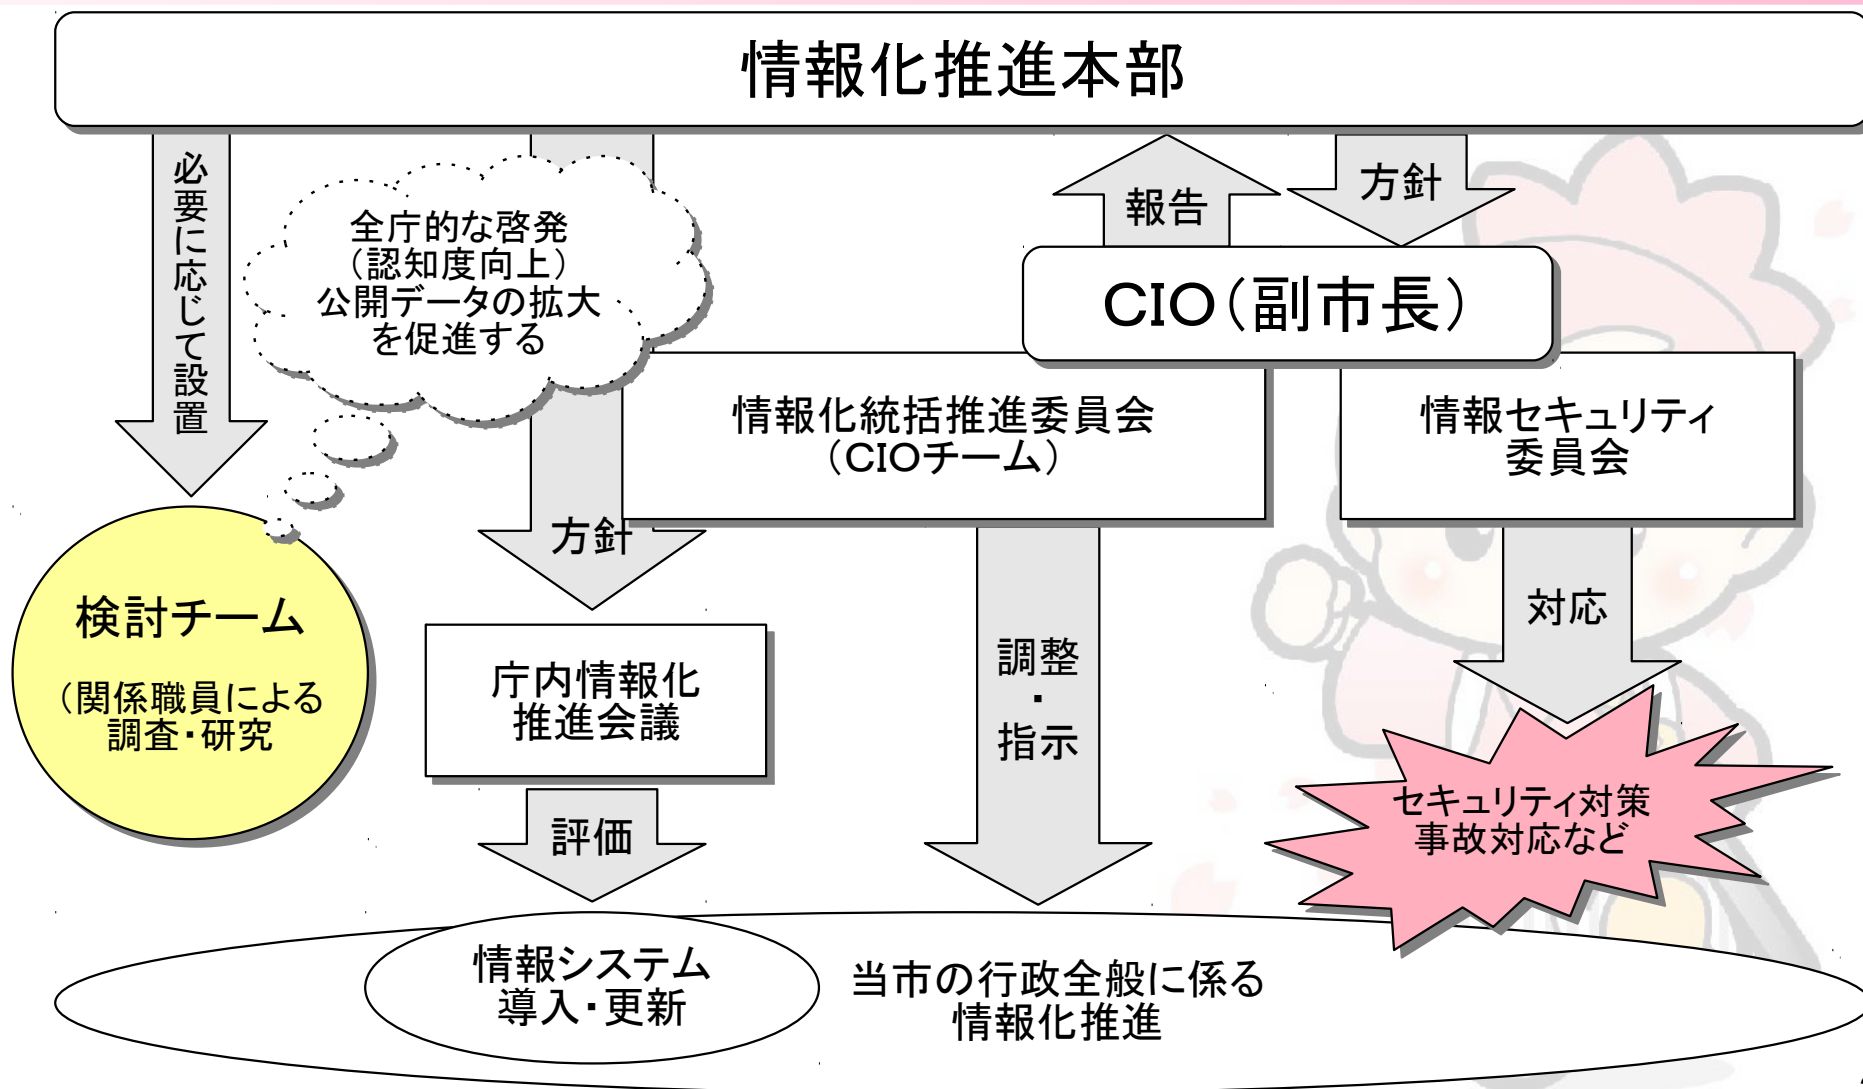 情報化推進本部
必要に応じて設置
全庁的な啓発
（認知度向上）
公開データの拡大
を促進する
報告
方針
CIO（副市長）
情報化統括推進委員会
（CIOチーム）
情報セキュリティ
委員会
方針
検討チーム
（関係職員による
調査・研究
庁内情報化
推進会議
調整
・
指示
対応
セキュリティ対策
事故対応など
評価
情報システム
導入・更新
当市の行政全般に係る
情報化推進